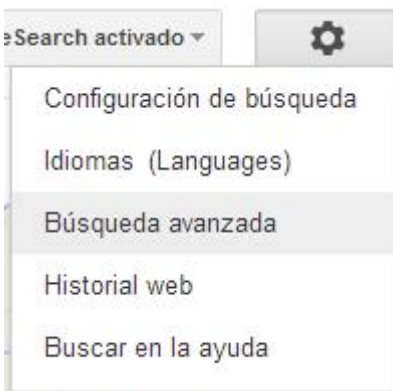 eSearch activado
Configuración de búsqueda
Idiomas (Languages)
Búsqueda avanzada
Historial web
Buscar en la ayuda